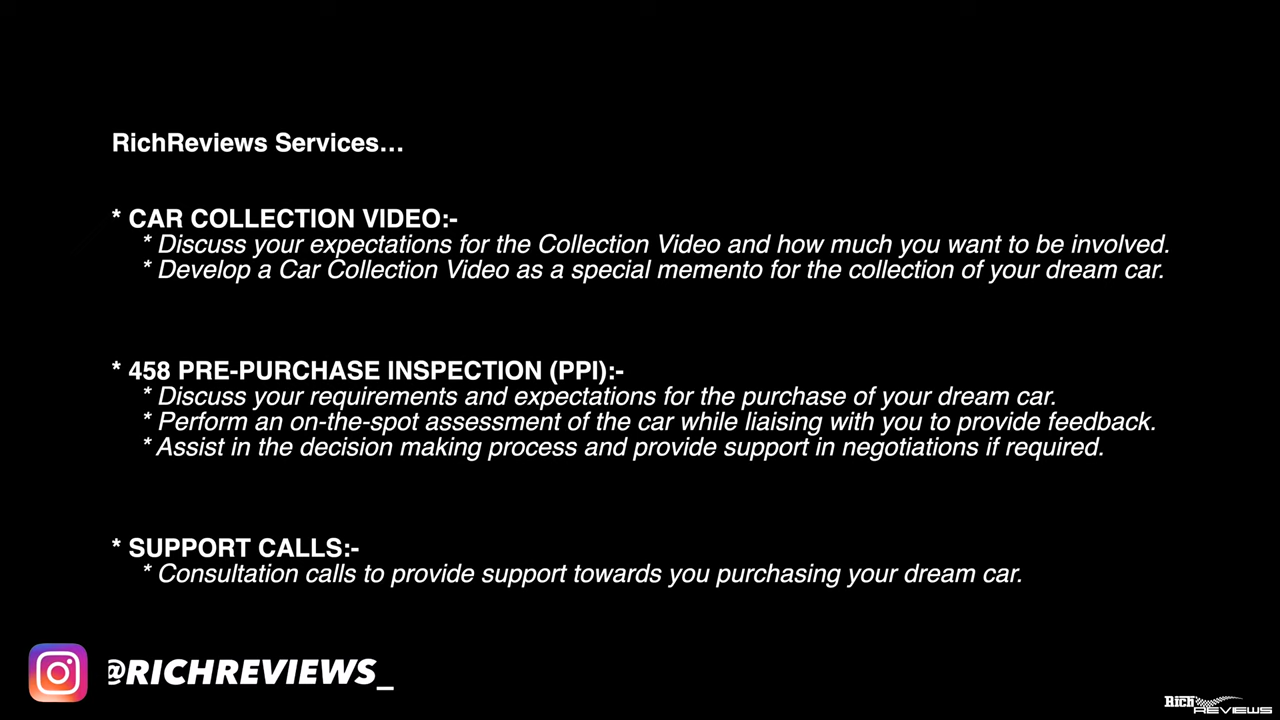 RichReviews Services...
* CAR COLLECTION VIDEO:-
* Discuss your expectations for the Collection Video and how much you want to be involved.
* Develop a Car Collection Video as a special memento for the collection of your dream car.
* 458 PRE-PURCHASE INSPECTION (PPI):-
* Discuss your requirements and expectations for the purchase of your dream car.
* Perform an on-the-spot assessment of the car while liaising with you to provide feedback.
* Assist in the decision making process and provide support in negotiations if required.
* SUPPORT CALLS:-
* Consultation calls to provide support towards you purchasing your dream car.
@RICHREVIEWS_
Rich
REVIEWS